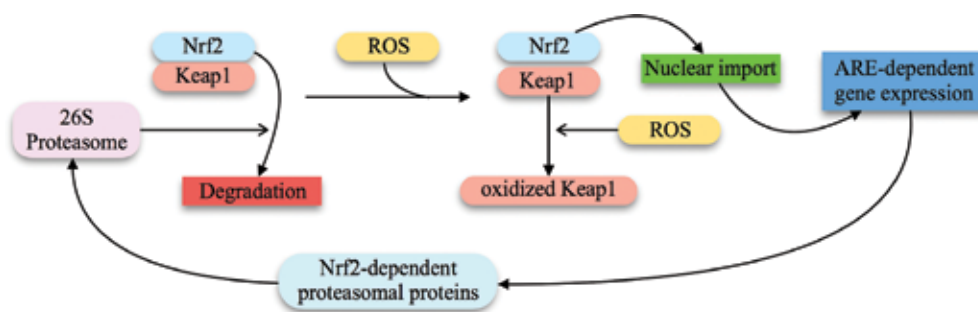 Nrf2
Keap1
ROS
Nrf2
Keap1
Nuclear import
ARE-dependent
gene expression
26S
Proteasome
ROS
Degradation
oxidized Keap1
Nrf2-dependent
proteasomal proteins